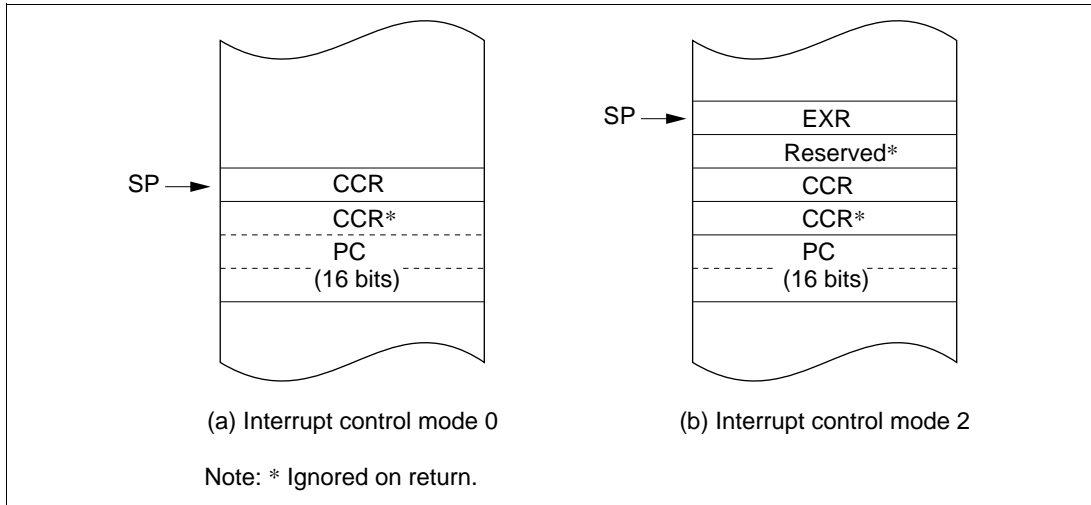 SP
CCR
CCR*
PC
(16 bits)
(a) Interrupt control mode 0
SP
EXR
Reserved*
CCR
CCR*
PC
(16 bits)
(b) Interrupt control mode 2
Note: * Ignored on return.